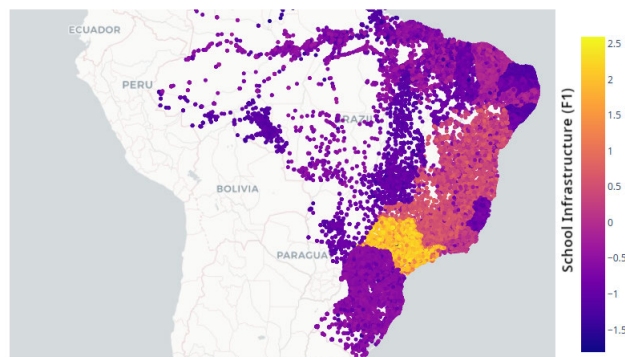 ECUADOR
PERU
RAZIL
BOLIVIA
PARAGUA
School Infrastructure (F1)
2.5
2
1.5
1
0.5
0
−0.5
−1
−1.5